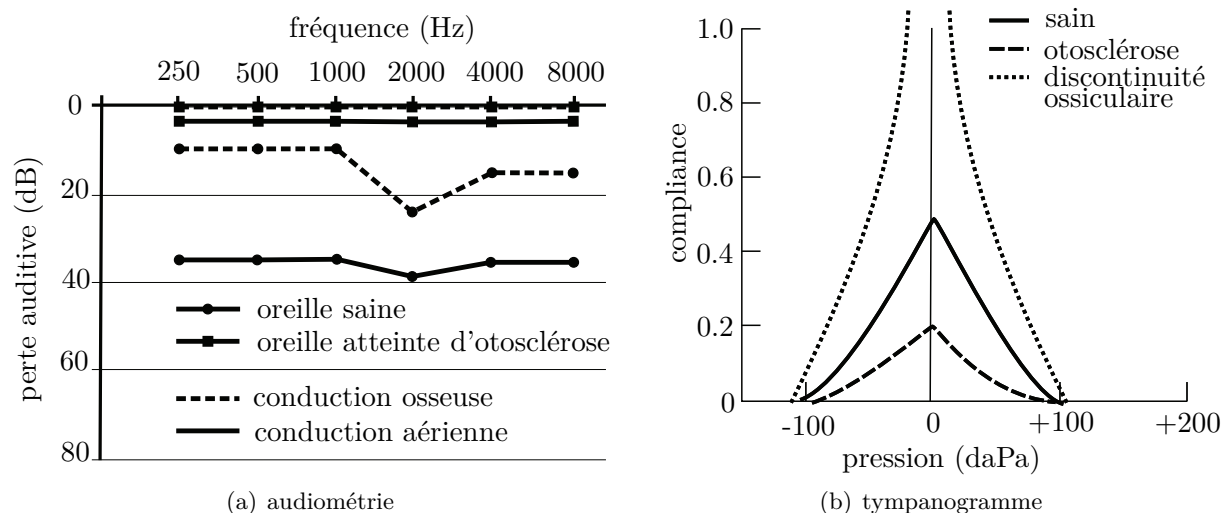 fréquence (Hz)
250 500 1000 2000 4000 8000
perte auditive (dB)
0
20
40
60
80
oreille saine
oreille atteinte d'otosclérose
conduction osseuse
conduction aérienne
(a) audiométrie
sain
otosclérose
discontinuité
ossiculaire
compliance
1.0
0.8
0.6
0.4
0.2
0
-100 0 +100 +200
pression (daPa)
(b) tympanogramme